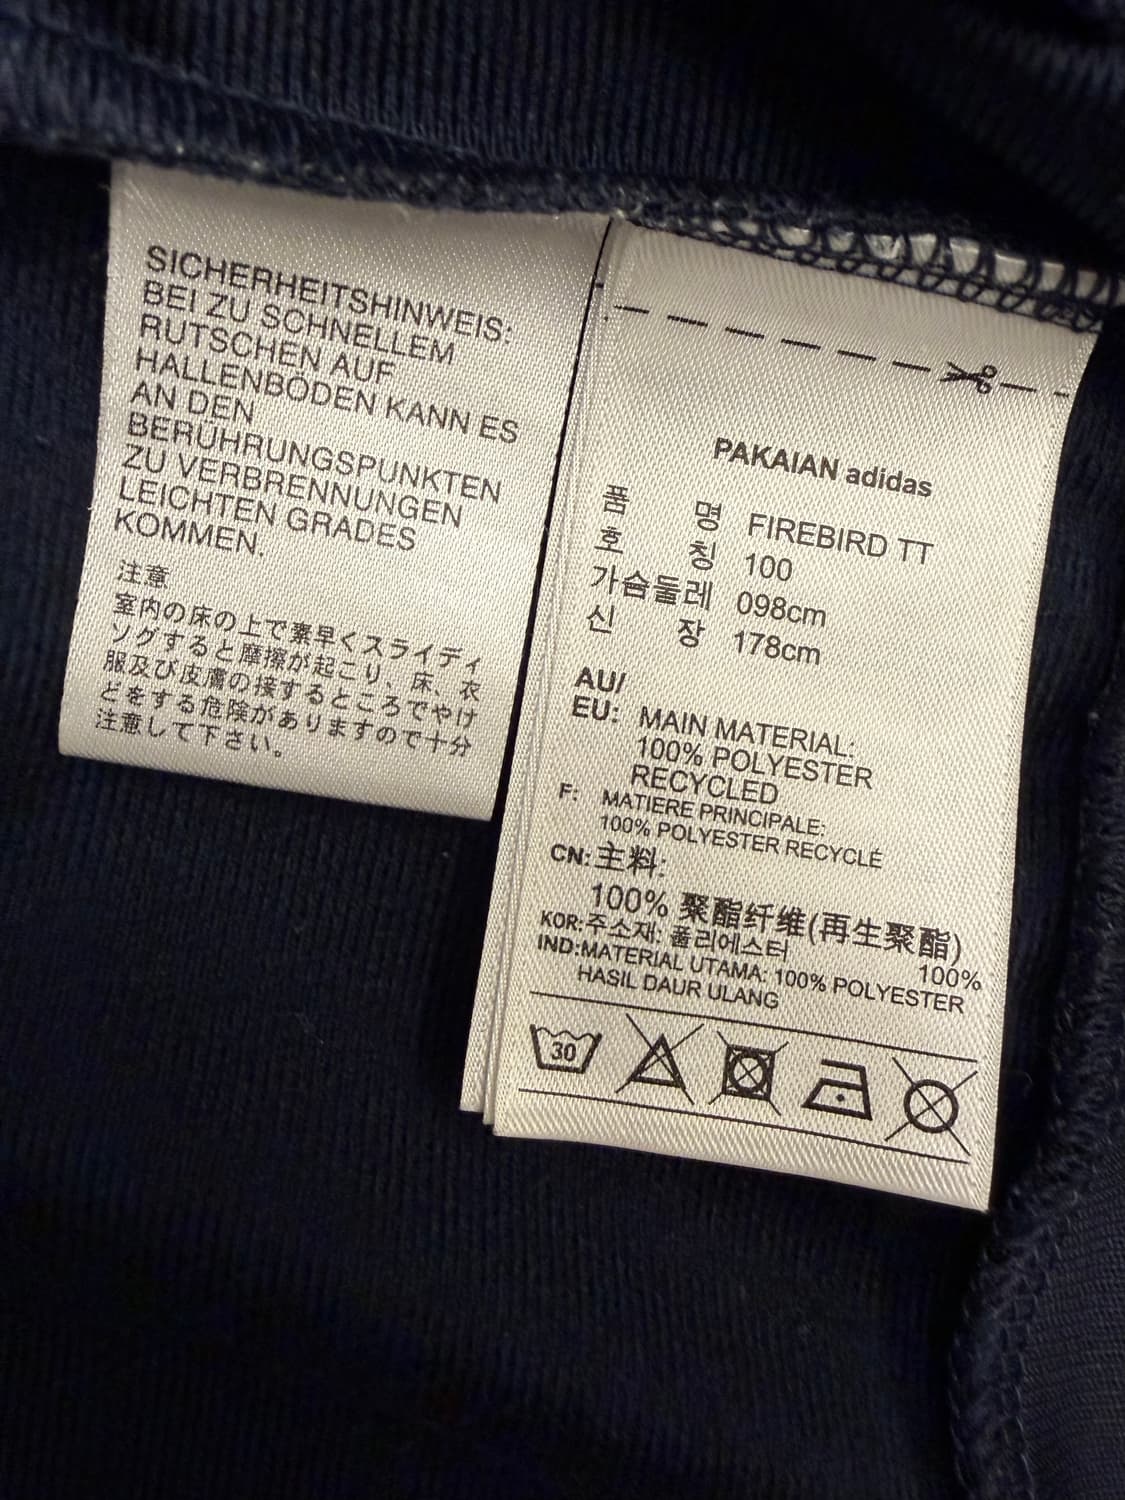 SICHERHEITSHINWEIS:
BEI ZU SCHNELLEM
RUTSCHEN AUF
HALLENBÖDEN KANN ES
AN DEN
BERÜHRUNGSPUNKTEN
ZU VERBRENNUNGEN
LEICHTEN GRADES
KOMMEN.
注意
室内の床の上で素早くスライディ
ングすると摩擦が起こり、床、衣
服及び皮膚の接するところでやけ
どをする危険がありますので十分
注意して下さい。
PAKAIAN adidas
품 명 FIREBIRD TT
호 칭 100
가슴둘레 098cm
신 장 178cm
AU/
EU: MAIN MATERIAL:
100% POLYESTER
RECYCLED
F: MATIERE PRINCIPALE:
100% POLYESTER RECYCLÉ
CN: 主料:
100% 聚酯纤维(再生聚酯)
KOR: 주소재: 폴리에스터 100%
IND: MATERIAL UTAMA: 100% POLYESTER
HASIL DAUR ULANG
30